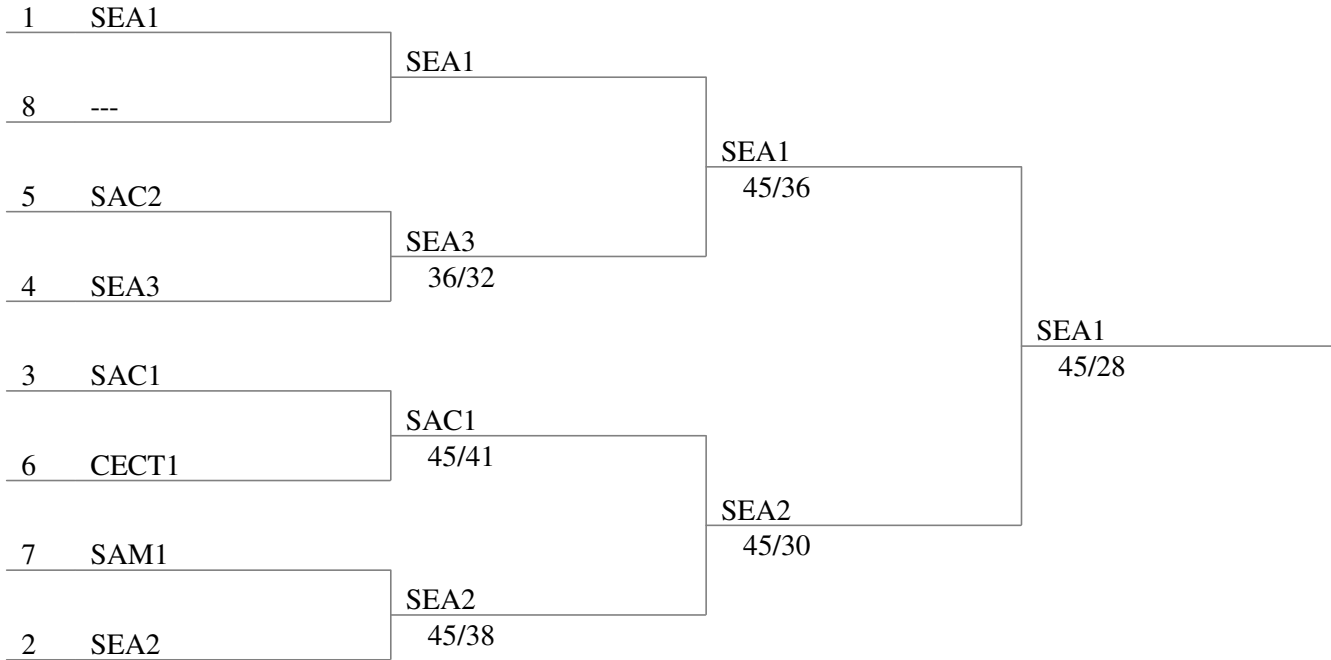 1 SEA1
SEA1
8 ---
SEA1
45/36
5 SAC2
SEA3
36/32
4 SEA3
SEA1
45/28
3 SAC1
SAC1
45/41
6 CECT1
SEA2
45/30
7 SAM1
SEA2
45/38
2 SEA2